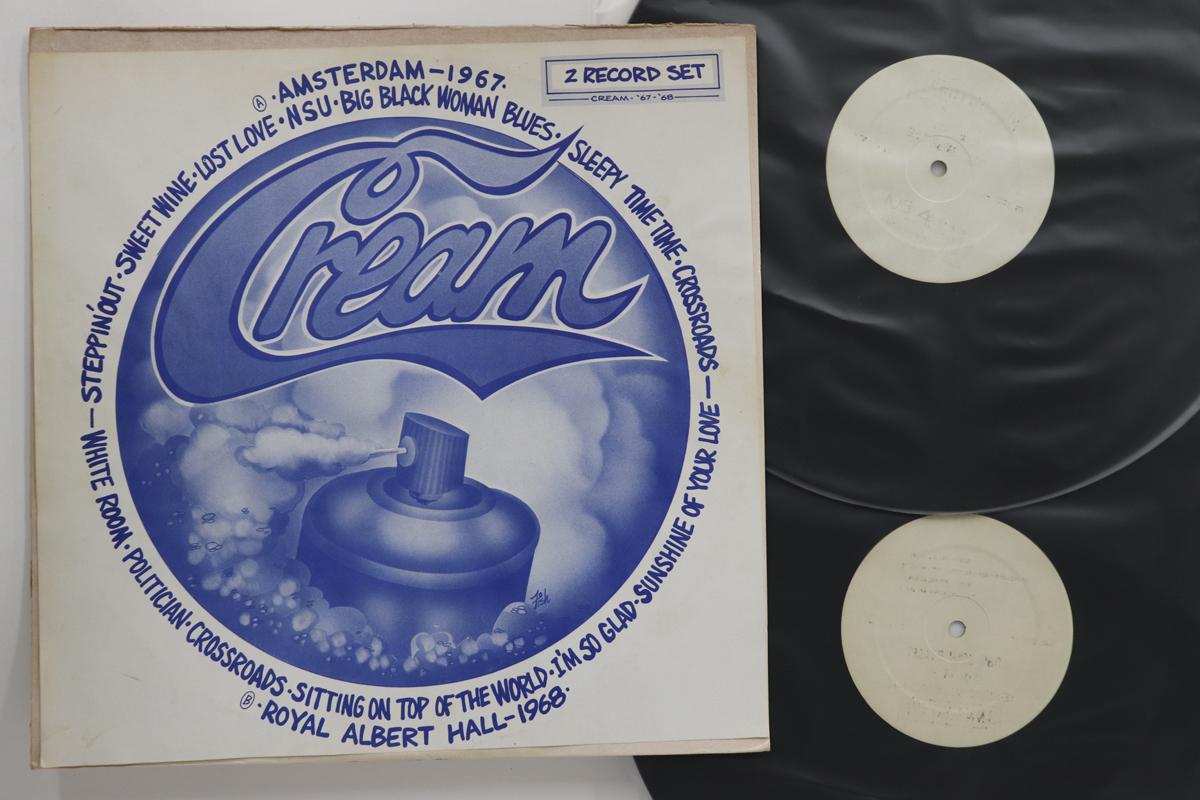 2 RECORD SET
CREAM - '67 - '68
Ⓐ · AMSTERDAM — 1967 ·
STEPPIN' OUT · SWEET WINE · LOST LOVE · NSU · BIG BLACK WOMAN BLUES · SLEEPY TIME TIME · CROSSROADS —
Cream
WHITE ROOM · POLITICIAN · CROSSROADS · SITTING ON TOP OF THE WORLD · I'M SO GLAD · SUNSHINE OF YOUR LOVE —
Ⓑ · ROYAL ALBERT HALL — 1968 ·